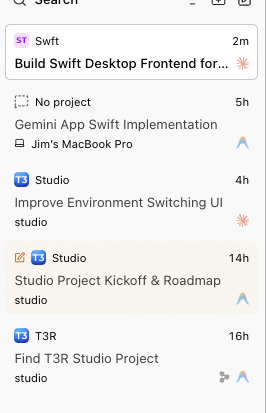 Search
ST Swft 2m
Build Swift Desktop Frontend for...
No project 5h
Gemini App Swift Implementation
Jim's MacBook Pro
T3 Studio 4h
Improve Environment Switching UI
studio
T3 Studio 14h
Studio Project Kickoff & Roadmap
studio
T3 T3R 16h
Find T3R Studio Project
studio